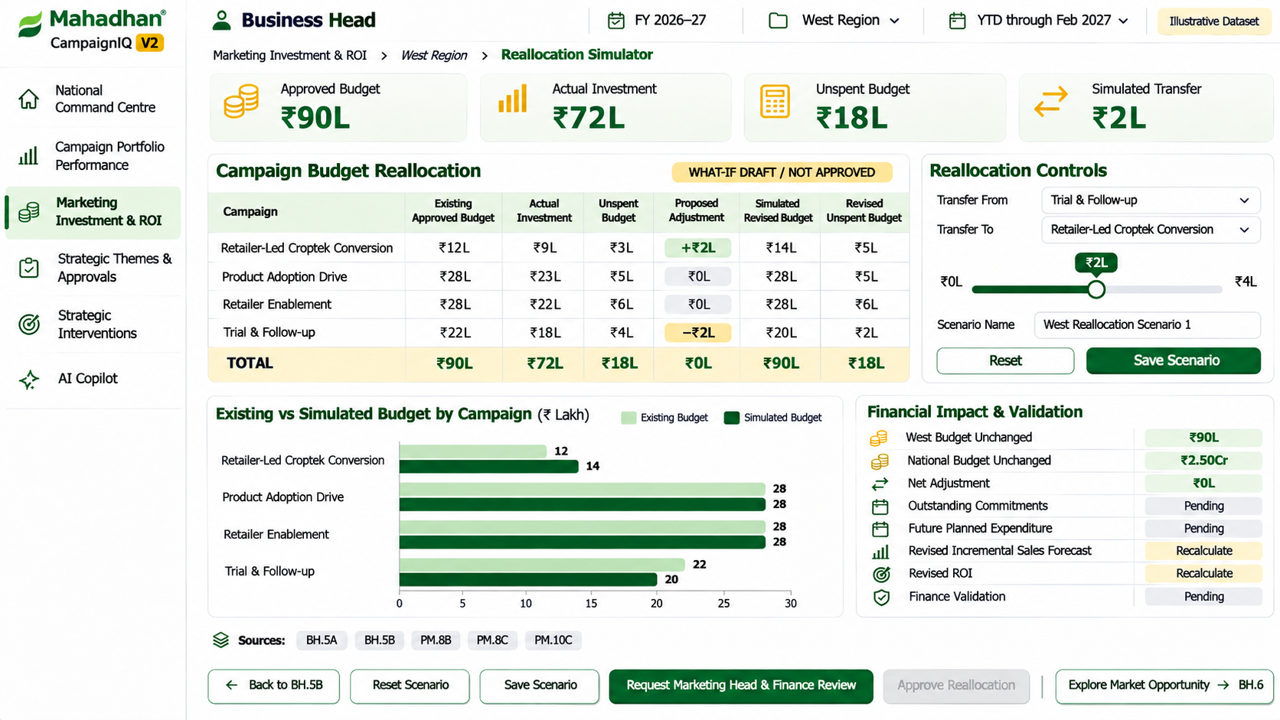 Mahadhan®
CampaignIQ V2
National
Command Centre
Campaign Portfolio
Performance
Marketing
Investment & ROI
Strategic Themes &
Approvals
Strategic
Interventions
AI Copilot
Business Head
FY 2026–27
West Region
YTD through Feb 2027
Illustrative Dataset
Marketing Investment & ROI > West Region > Reallocation Simulator
Approved Budget
₹90L
Actual Investment
₹72L
Unspent Budget
₹18L
Simulated Transfer
₹2L
Campaign Budget Reallocation
WHAT-IF DRAFT / NOT APPROVED
Campaign Existing Approved Budget Actual Investment Unspent Budget Proposed Adjustment Simulated Revised Budget Revised Unspent Budget
Retailer-Led Croptek Conversion ₹12L ₹9L ₹3L +₹2L ₹14L ₹5L
Product Adoption Drive ₹28L ₹23L ₹5L ₹0L ₹28L ₹5L
Retailer Enablement ₹28L ₹22L ₹6L ₹0L ₹28L ₹6L
Trial & Follow-up ₹22L ₹18L ₹4L –₹2L ₹20L ₹2L
TOTAL ₹90L ₹72L ₹18L ₹0L ₹90L ₹18L
Reallocation Controls
Transfer From Trial & Follow-up
Transfer To Retailer-Led Croptek Conversion
₹2L
₹0L ₹4L
Scenario Name West Reallocation Scenario 1
Reset Save Scenario
Existing vs Simulated Budget by Campaign (₹ Lakh)
Existing Budget Simulated Budget
Retailer-Led Croptek Conversion 12
14
Product Adoption Drive 28
28
Retailer Enablement 28
28
Trial & Follow-up 22
20
0 5 10 15 20 25 30
Financial Impact & Validation
West Budget Unchanged ₹90L
National Budget Unchanged ₹2.50Cr
Net Adjustment ₹0L
Outstanding Commitments Pending
Future Planned Expenditure Pending
Revised Incremental Sales Forecast Recalculate
Revised ROI Recalculate
Finance Validation Pending
Sources: BH.5A BH.5B PM.8B PM.8C PM.10C
← Back to BH.5B
Reset Scenario
Save Scenario
Request Marketing Head & Finance Review
Approve Reallocation
Explore Market Opportunity → BH.6